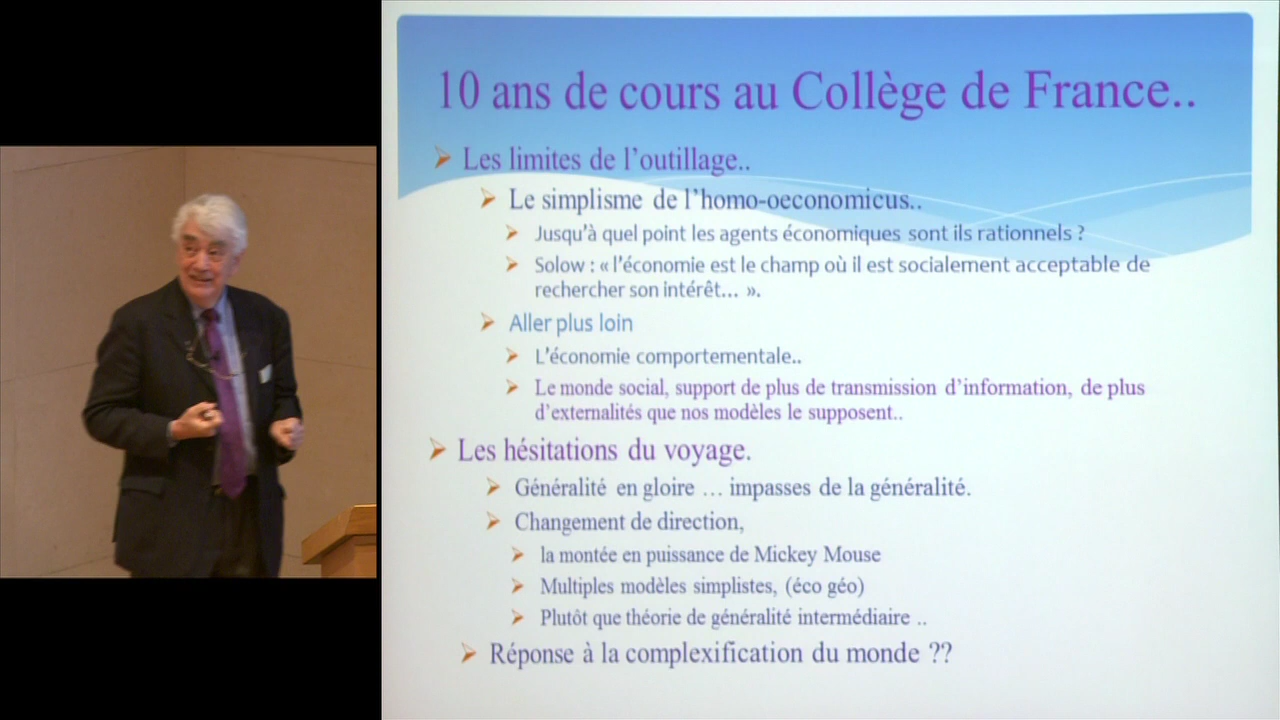 10 ans de cours au Collège de France..
Les limites de l'outillage..
Le simplisme de l'homo-oeconomicus..
Jusqu'à quel point les agents économiques sont ils rationnels ?
Solow : « l'économie est le champ où il est socialement acceptable de
rechercher son intérêt... ».
Aller plus loin
L'économie comportementale..
Le monde social, support de plus de transmission d'information, de plus
d'externalités que nos modèles le supposent..
Les hésitations du voyage.
Généralité en gloire ... impasses de la généralité.
Changement de direction,
la montée en puissance de Mickey Mouse
Multiples modèles simplistes, (éco géo)
Plutôt que théorie de généralité intermédiaire ..
Réponse à la complexification du monde ??